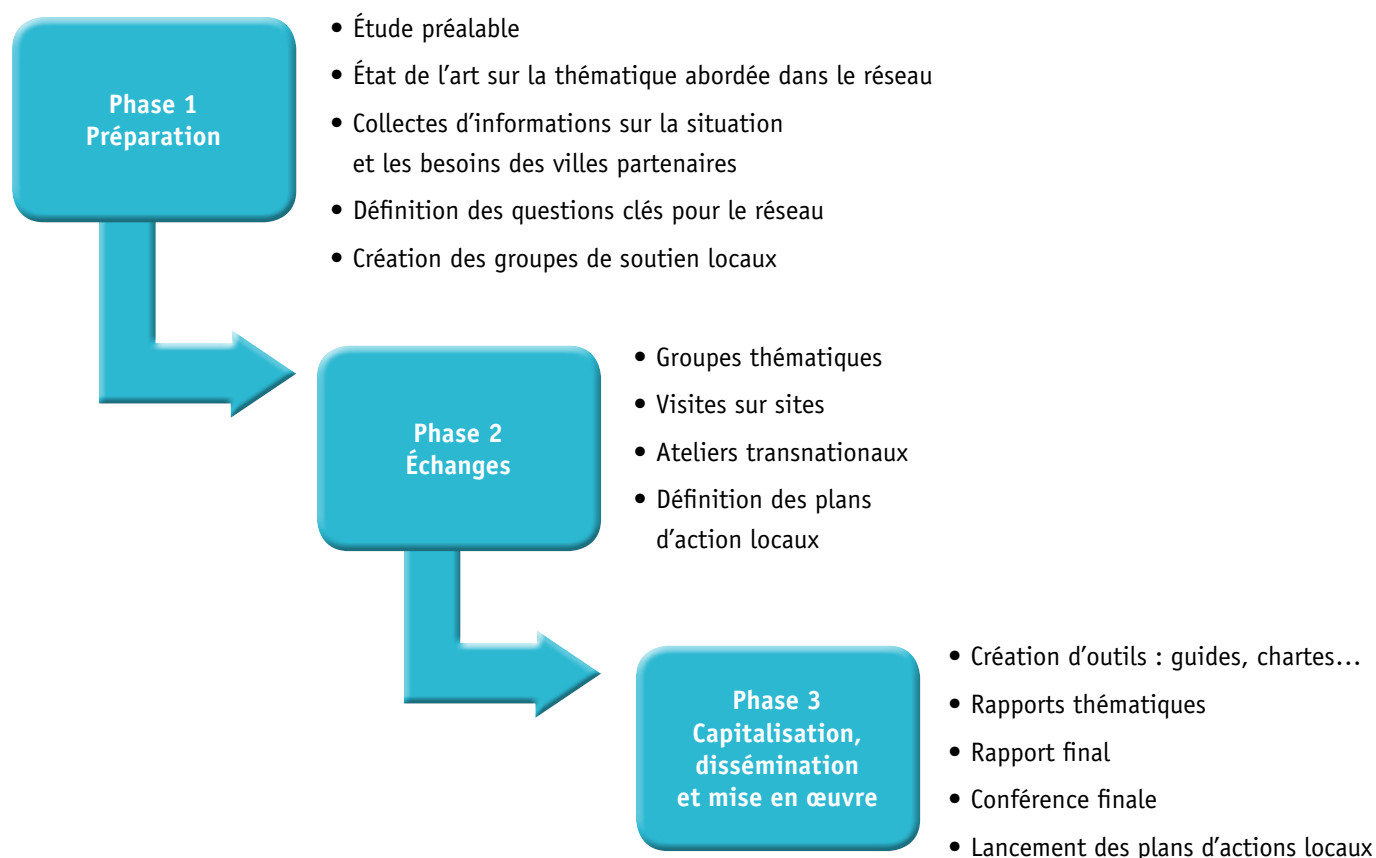 Phase 1
Préparation
• Étude préalable
• État de l’art sur la thématique abordée dans le réseau
• Collectes d’informations sur la situation
et les besoins des villes partenaires
• Définition des questions clés pour le réseau
• Création des groupes de soutien locaux
Phase 2
Échanges
• Groupes thématiques
• Visites sur sites
• Ateliers transnationaux
• Définition des plans
d’action locaux
Phase 3
Capitalisation,
dissémination
et mise en œuvre
• Création d’outils : guides, chartes…
• Rapports thématiques
• Rapport final
• Conférence finale
• Lancement des plans d’actions locaux